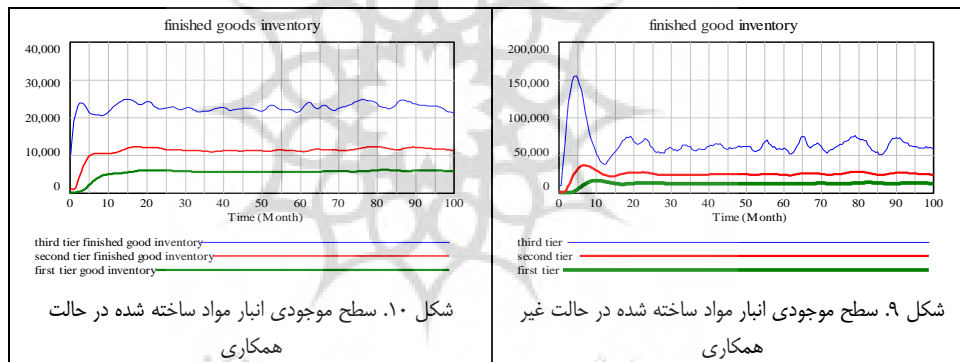 finished goods inventory
40,000
30,000
20,000
10,000
0
0 10 20 30 40 50 60 70 80 90 100
Time (Month)
third tier finished good inventory
second tier finished good inventory
first tier good inventory
شکل ۱۰. سطح موجودی انبار مواد ساخته شده در حالت
همکاری
finished good inventory
200,000
150,000
100,000
50,000
0
0 10 20 30 40 50 60 70 80 90 100
Time (Month)
third tier
second tier
first tier
شکل ۹. سطح موجودی انبار مواد ساخته شده در حالت غیر
همکاری